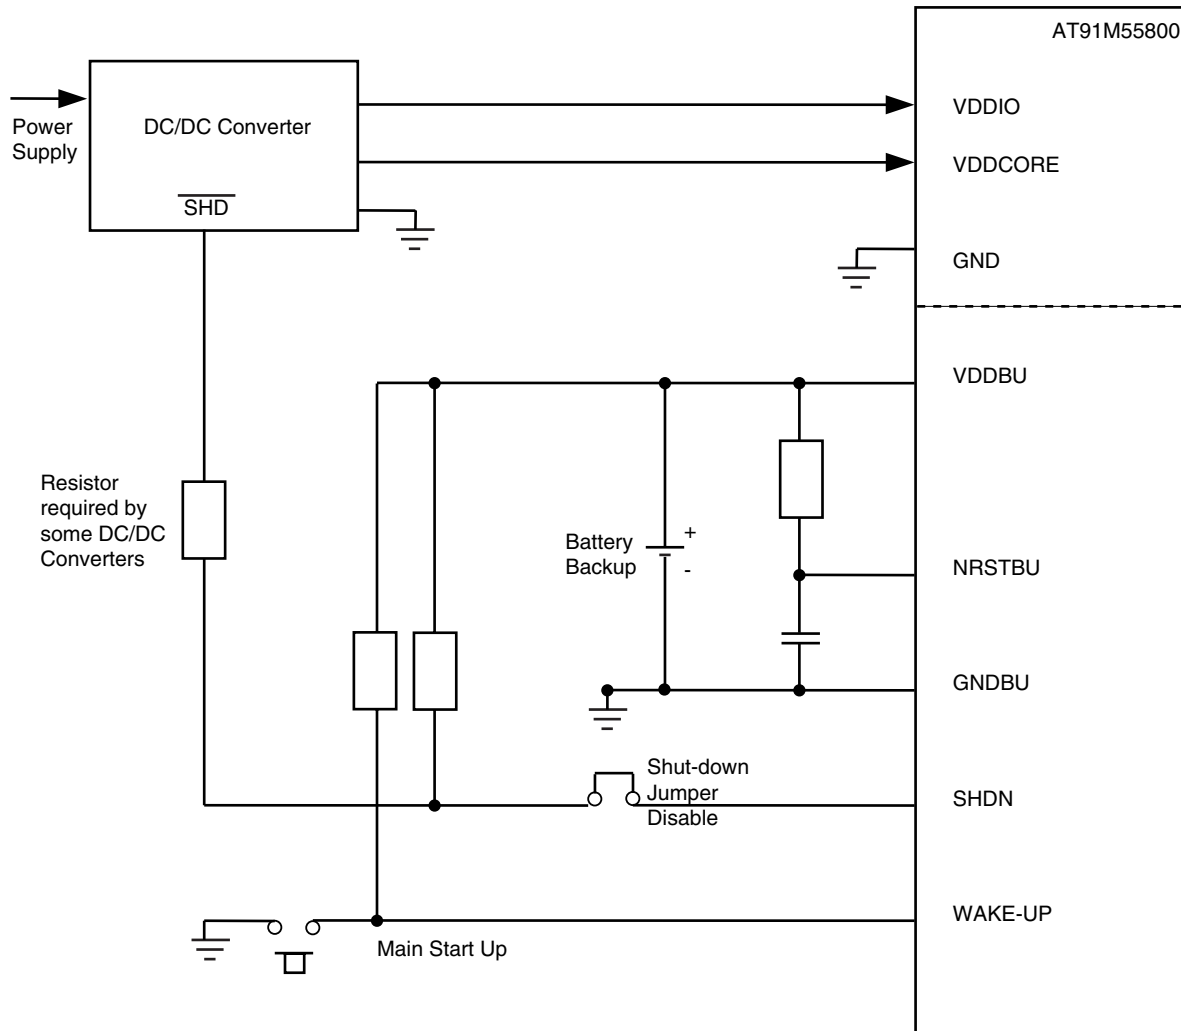 AT91M55800
Power
Supply
DC/DC Converter
SHD
VDDIO
VDDCORE
GND
VDDBU
Resistor
required by
some DC/DC
Converters
Battery
Backup
+
-
NRSTBU
GNDBU
Shut-down
Jumper
Disable
SHDN
WAKE-UP
Main Start Up